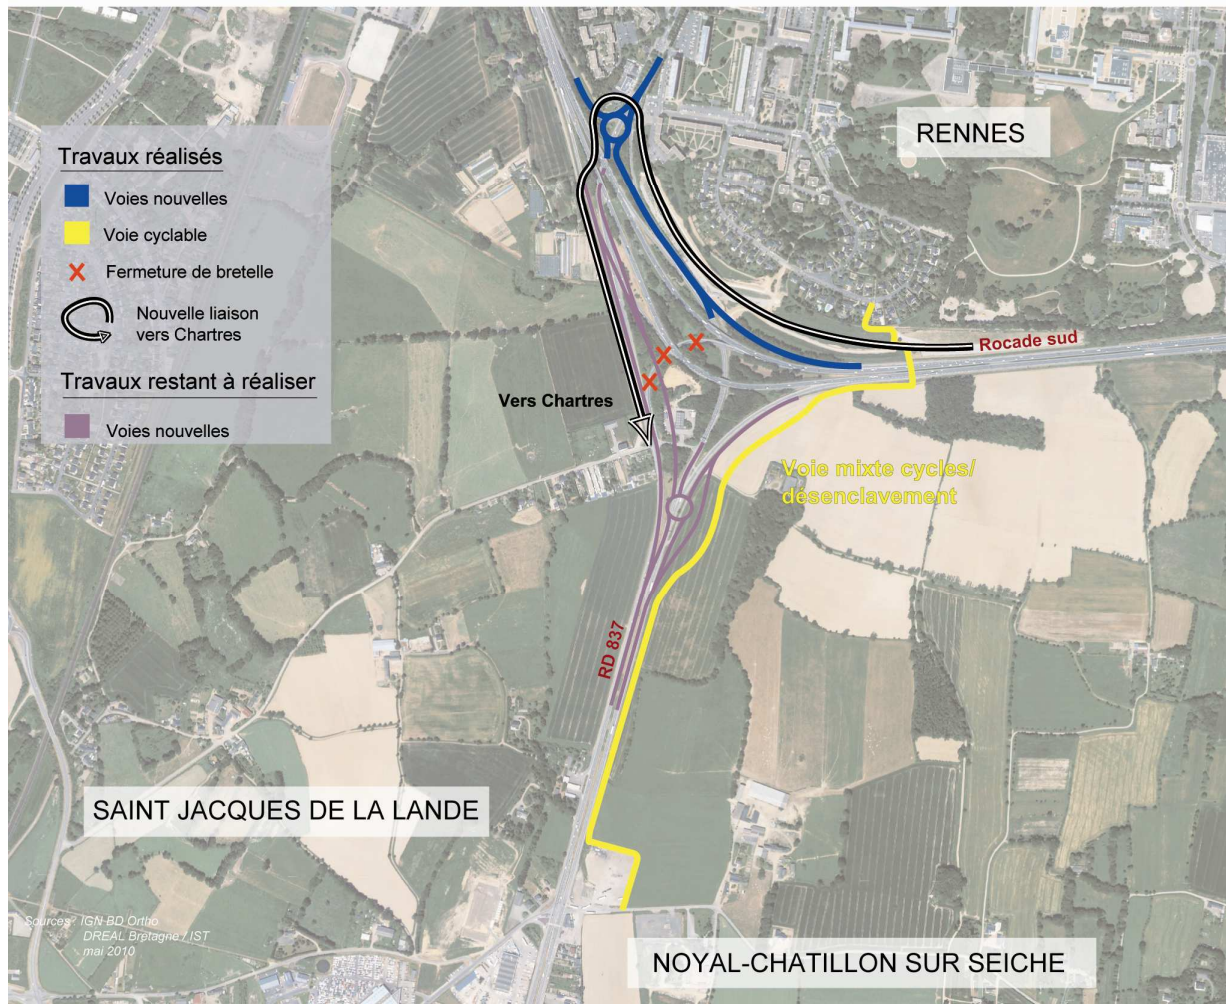 RENNES
Travaux réalisés
Voies nouvelles
Voie cyclable
Fermeture de bretelle
Nouvelle liaison
vers Chartres
Travaux restant à réaliser
Voies nouvelles
Rocade sud
Vers Chartres
Voie mixte cycles/
désenclavement
RD 837
SAINT JACQUES DE LA LANDE
Sources : IGN BD Ortho
DREAL Bretagne / IST
mai 2010
NOYAL-CHATILLON SUR SEICHE